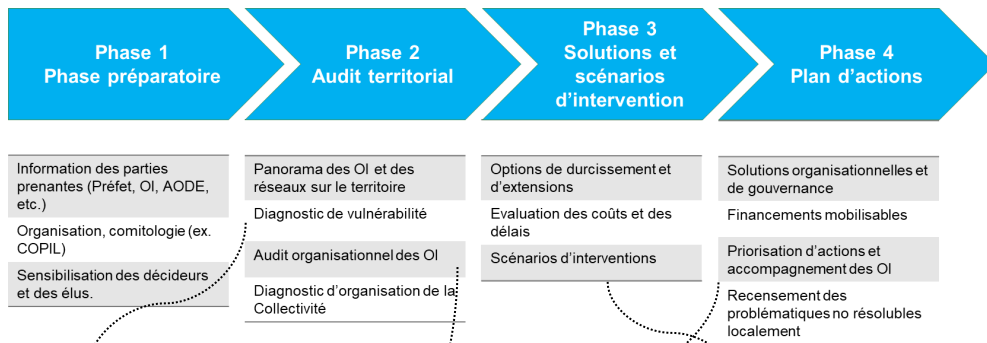 Phase 1
Phase préparatoire
Phase 2
Audit territorial
Phase 3
Solutions et
scénarios
d'intervention
Phase 4
Plan d'actions
Information des parties
prenantes (Préfet, OI, AODE,
etc.)
Organisation, comitologie (ex.
COPIL)
Sensibilisation des décideurs
et des élus.
Panorama des OI et des
réseaux sur le territoire
Diagnostic de vulnérabilité
Audit organisationnel des OI
Diagnostic d'organisation de la
Collectivité
Options de durcissement et
d'extensions
Evaluation des coûts et des
délais
Scénarios d'interventions
Solutions organisationnelles et
de gouvernance
Financements mobilisables
Priorisation d'actions et
accompagnement des OI
Recensement des
problématiques no résolubles
localement